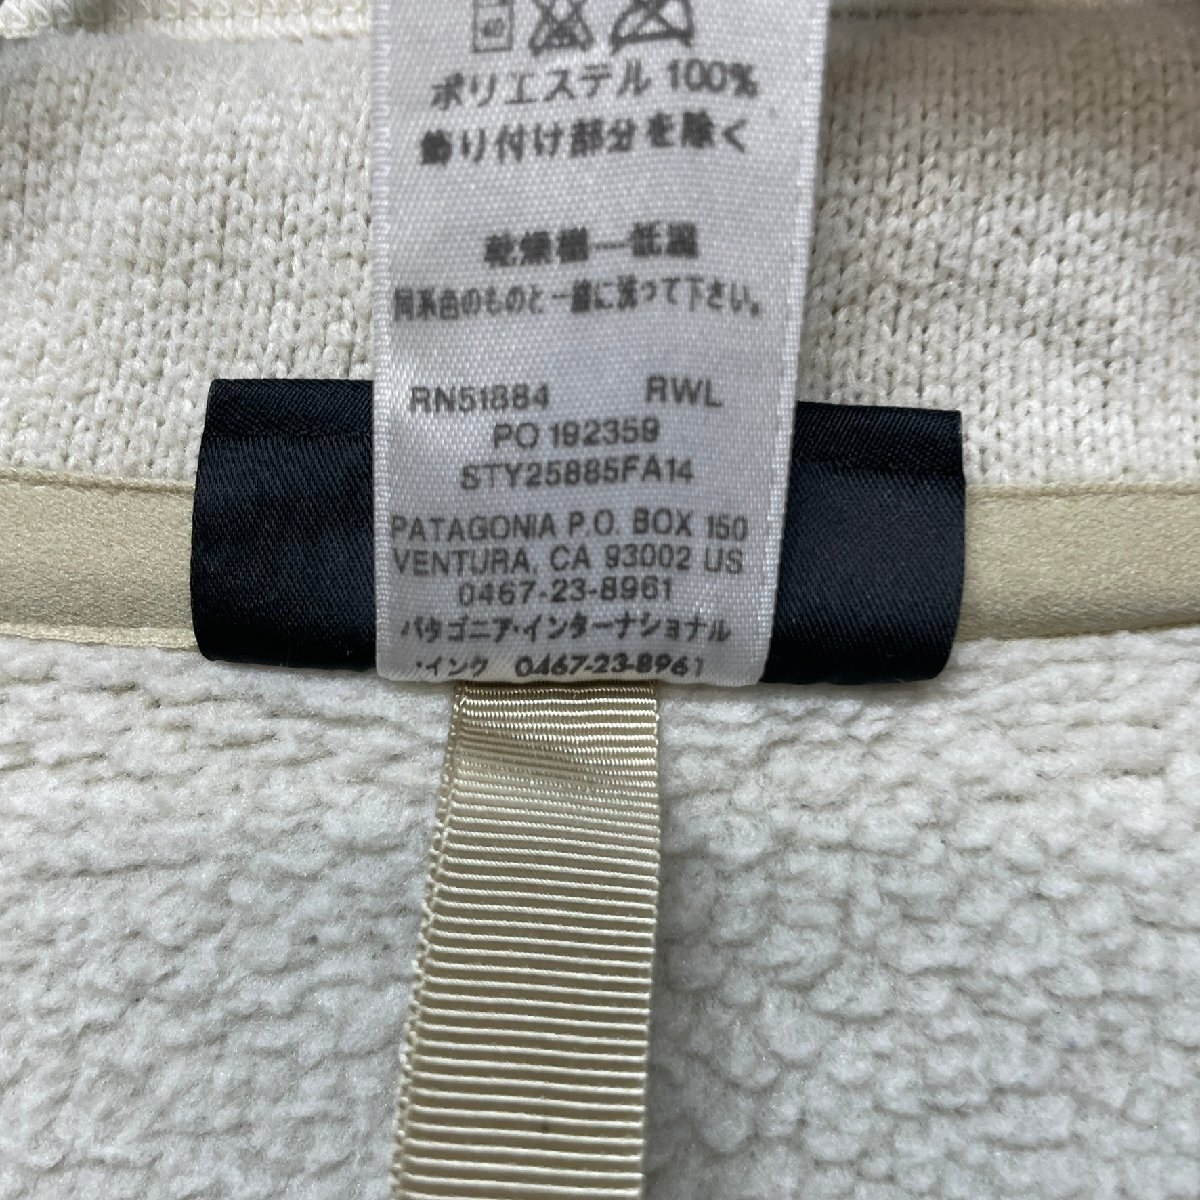 40
ポリエステル 100%
飾り付け部分を除く
乾燥機―低温
同系色のものと一緒に洗って下さい。
RN51884 RWL
PO 192359
STY25885FA14
PATAGONIA P.O. BOX 150
VENTURA, CA 93002 US
0467-23-8961
パタゴニア・インターナショナル
・インク 0467-23-8961